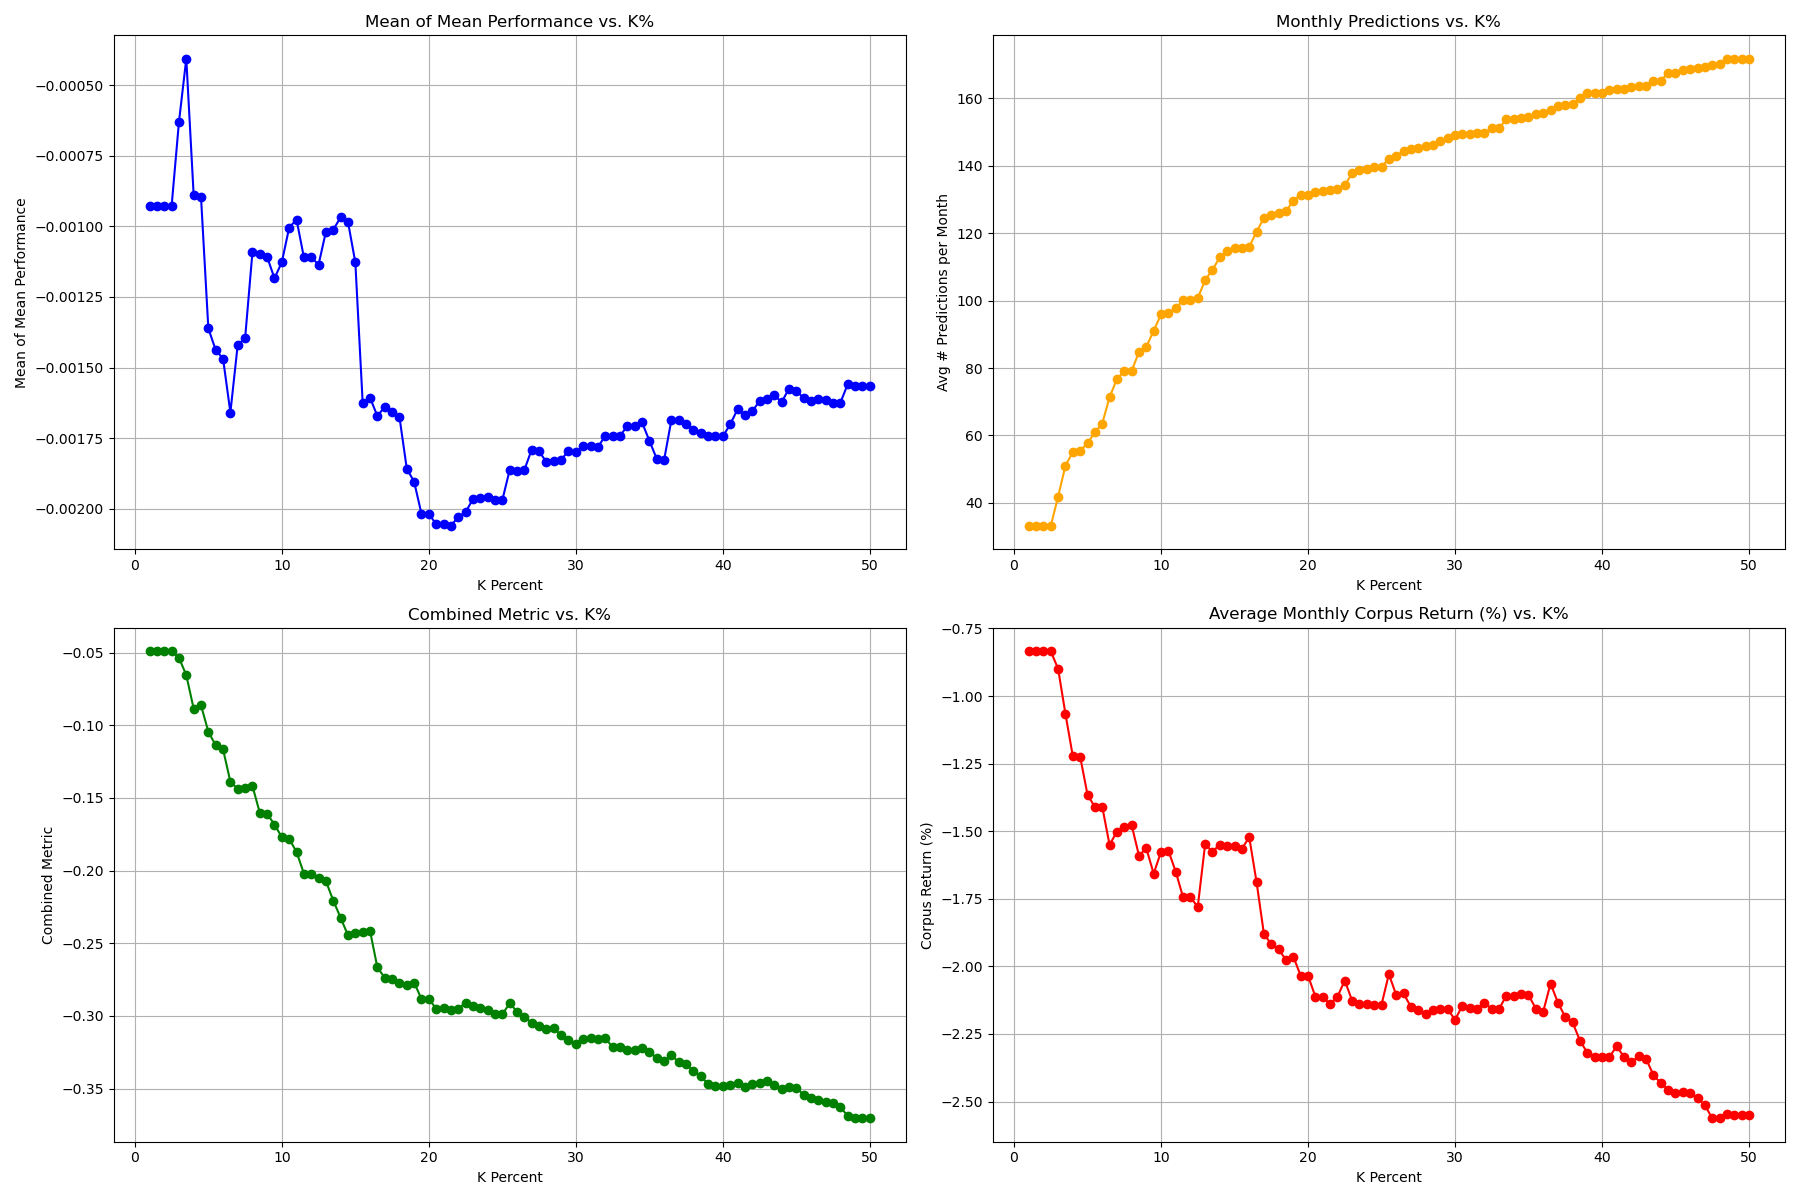 Mean of Mean Performance vs. K%
Mean of Mean Performance
−0.00050
−0.00075
−0.00100
−0.00125
−0.00150
−0.00175
−0.00200
0 10 20 30 40 50
K Percent
Monthly Predictions vs. K%
Avg # Predictions per Month
160
140
120
100
80
60
40
0 10 20 30 40 50
K Percent
Combined Metric vs. K%
Combined Metric
−0.05
−0.10
−0.15
−0.20
−0.25
−0.30
−0.35
0 10 20 30 40 50
K Percent
Average Monthly Corpus Return (%) vs. K%
Corpus Return (%)
−0.75
−1.00
−1.25
−1.50
−1.75
−2.00
−2.25
−2.50
0 10 20 30 40 50
K Percent